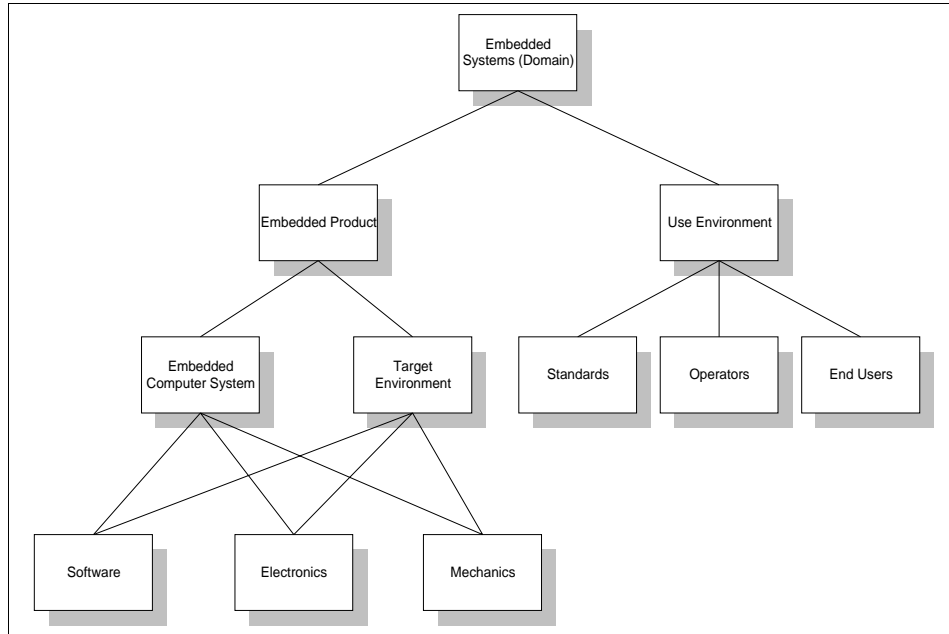 Embedded
Systems (Domain)
Embedded Product
Use Environment
Embedded
Computer System
Target
Environment
Standards
Operators
End Users
Software
Electronics
Mechanics